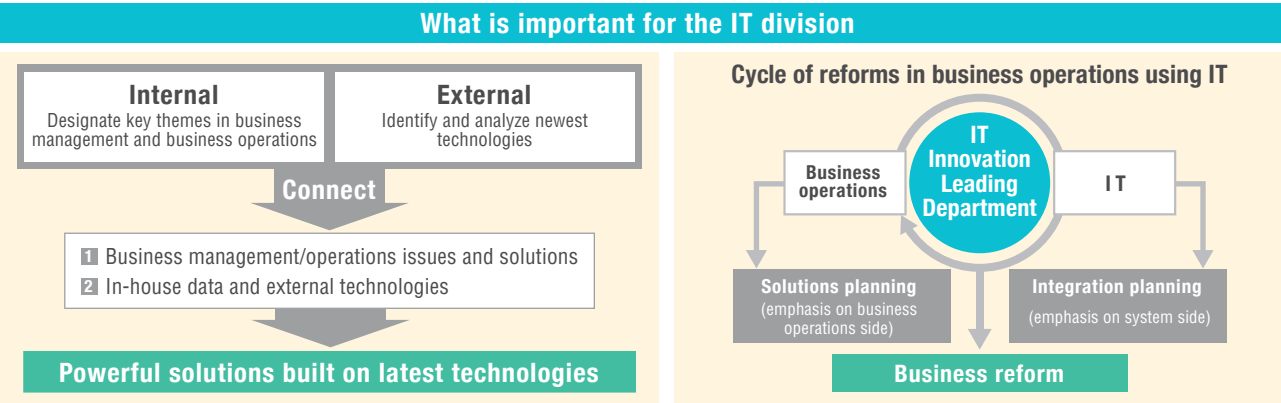 What is important for the IT division
Internal
Designate key themes in business
management and business operations
External
Identify and analyze newest
technologies
Connect
1 Business management/operations issues and solutions
2 In-house data and external technologies
Powerful solutions built on latest technologies
Cycle of reforms in business operations using IT
Business
operations
IT
Innovation
Leading
Department
IT
Solutions planning
(emphasis on business
operations side)
Integration planning
(emphasis on system side)
Business reform